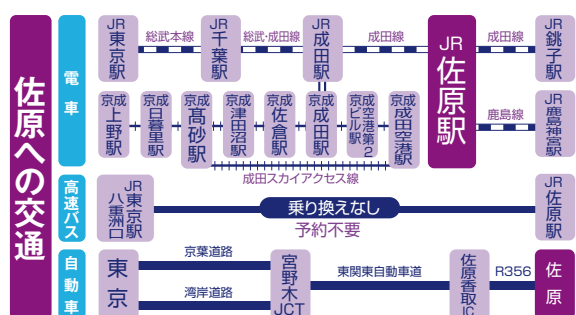 佐原への交通
電車
JR東京駅
総武本線
JR千葉駅
総武・成田線
JR成田駅
成田線
JR佐原駅
成田線
JR銚子駅
京成上野駅
京成日暮里駅
京成高砂駅
京成津田沼駅
京成佐倉駅
京成成田駅
京成空港第2ビル駅
京成成田空港駅
成田スカイアクセス線
鹿島線
JR鹿島神宮駅
高速バス
JR東京駅八重洲口
乗り換えなし
予約不要
JR佐原駅
自動車
東京
京葉道路
湾岸道路
宮野木JCT
東関東自動車道
佐原香取IC
R356
佐原